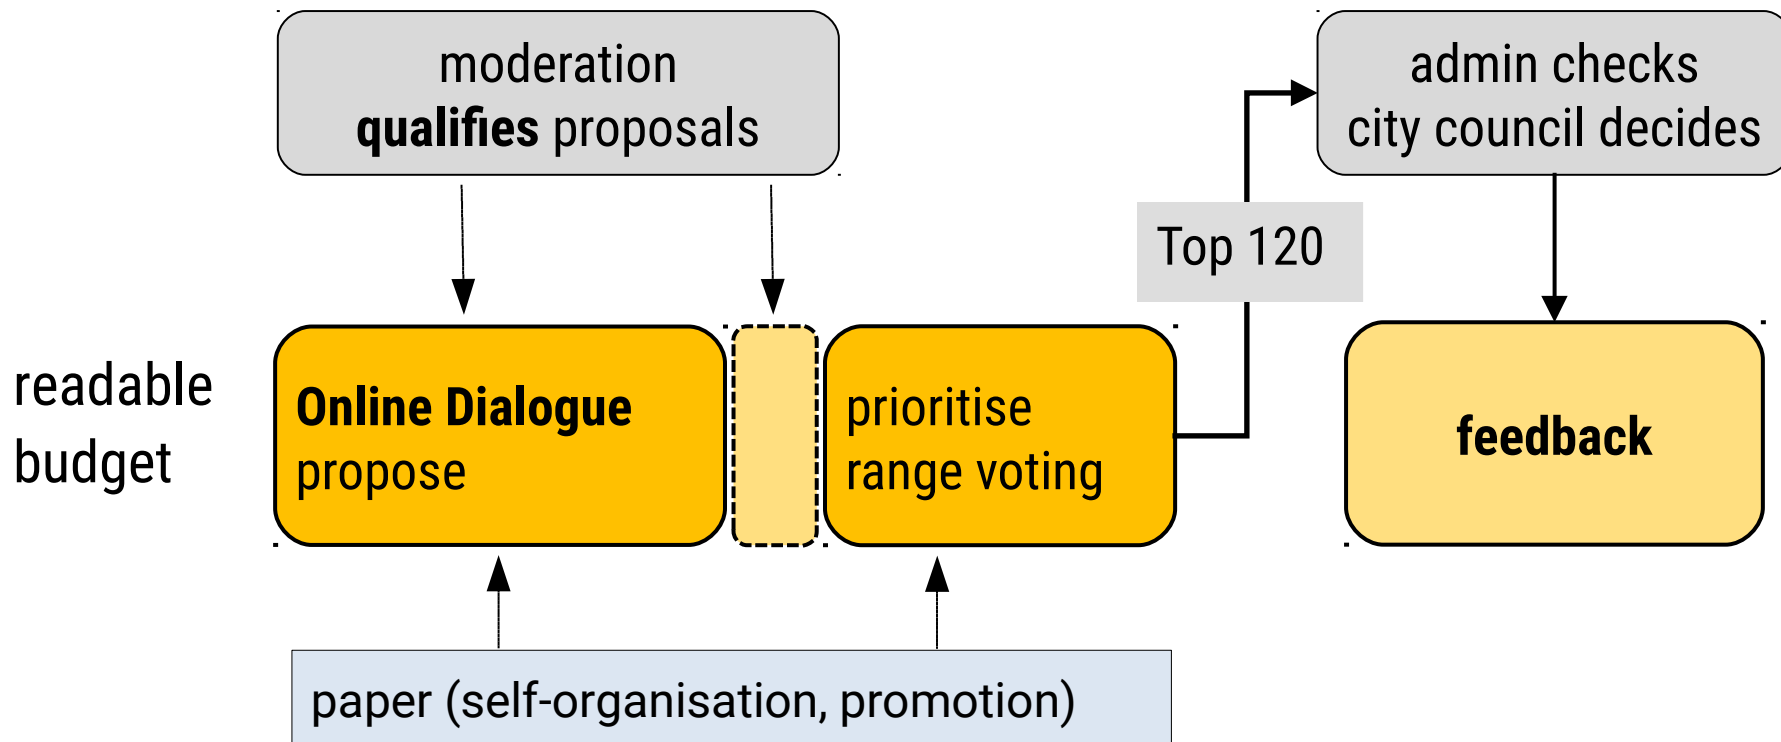 moderation
qualifies proposals
admin checks
city council decides
Top 120
readable
budget
Online Dialogue
propose
prioritise
range voting
feedback
paper (self-organisation, promotion)